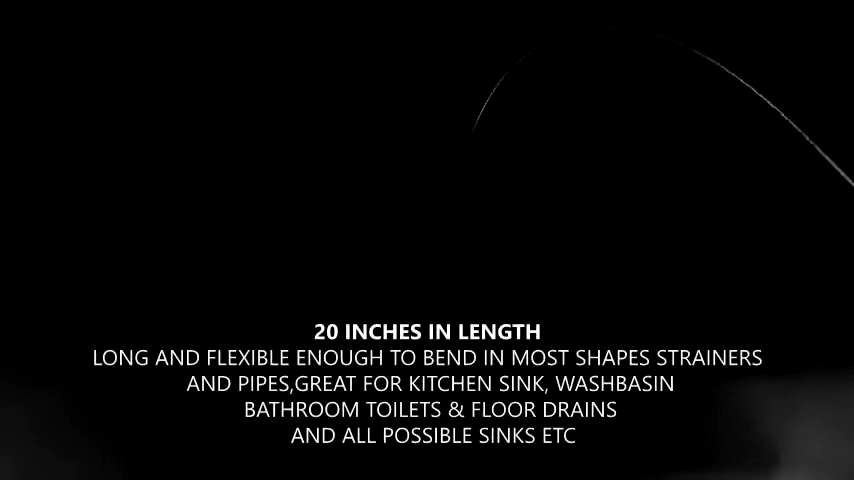 20 INCHES IN LENGTH
LONG AND FLEXIBLE ENOUGH TO BEND IN MOST SHAPES STRAINERS
AND PIPES,GREAT FOR KITCHEN SINK, WASHBASIN
BATHROOM TOILETS & FLOOR DRAINS
AND ALL POSSIBLE SINKS ETC